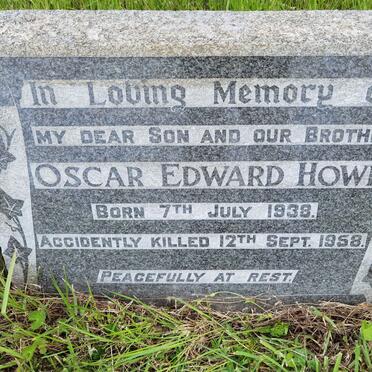 In Loving Memory
MY DEAR SON AND OUR BROTH
OSCAR EDWARD HOW
BORN 7TH JULY 1938.
ACCIDENTLY KILLED 12TH SEPT. 1958.
PEACEFULLY AT REST.